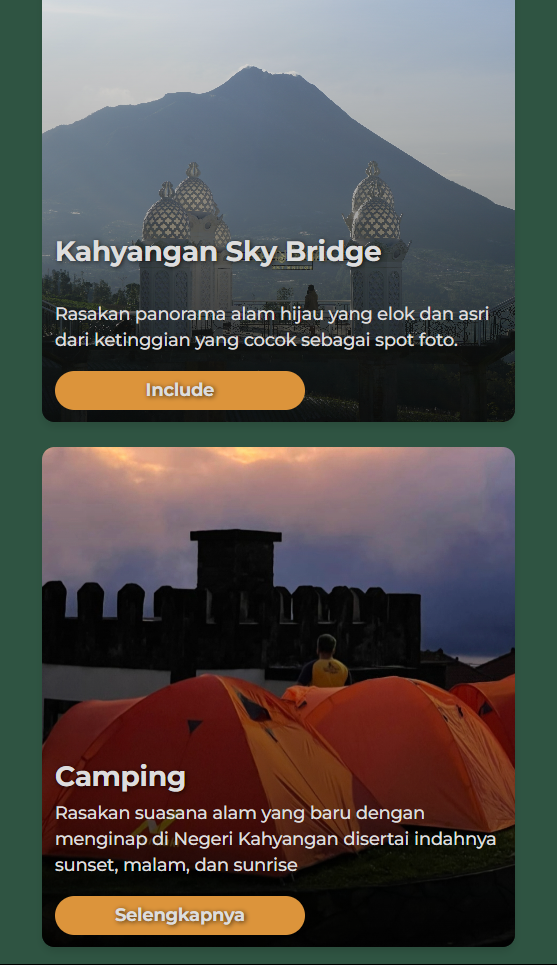 Kahyangan Sky Bridge
Rasakan panorama alam hijau yang elok dan asri
dari ketinggian yang cocok sebagai spot foto.
Include
Camping
Rasakan suasana alam yang baru dengan
menginap di Negeri Kahyangan disertai indahnya
sunset, malam, dan sunrise
Selengkapnya